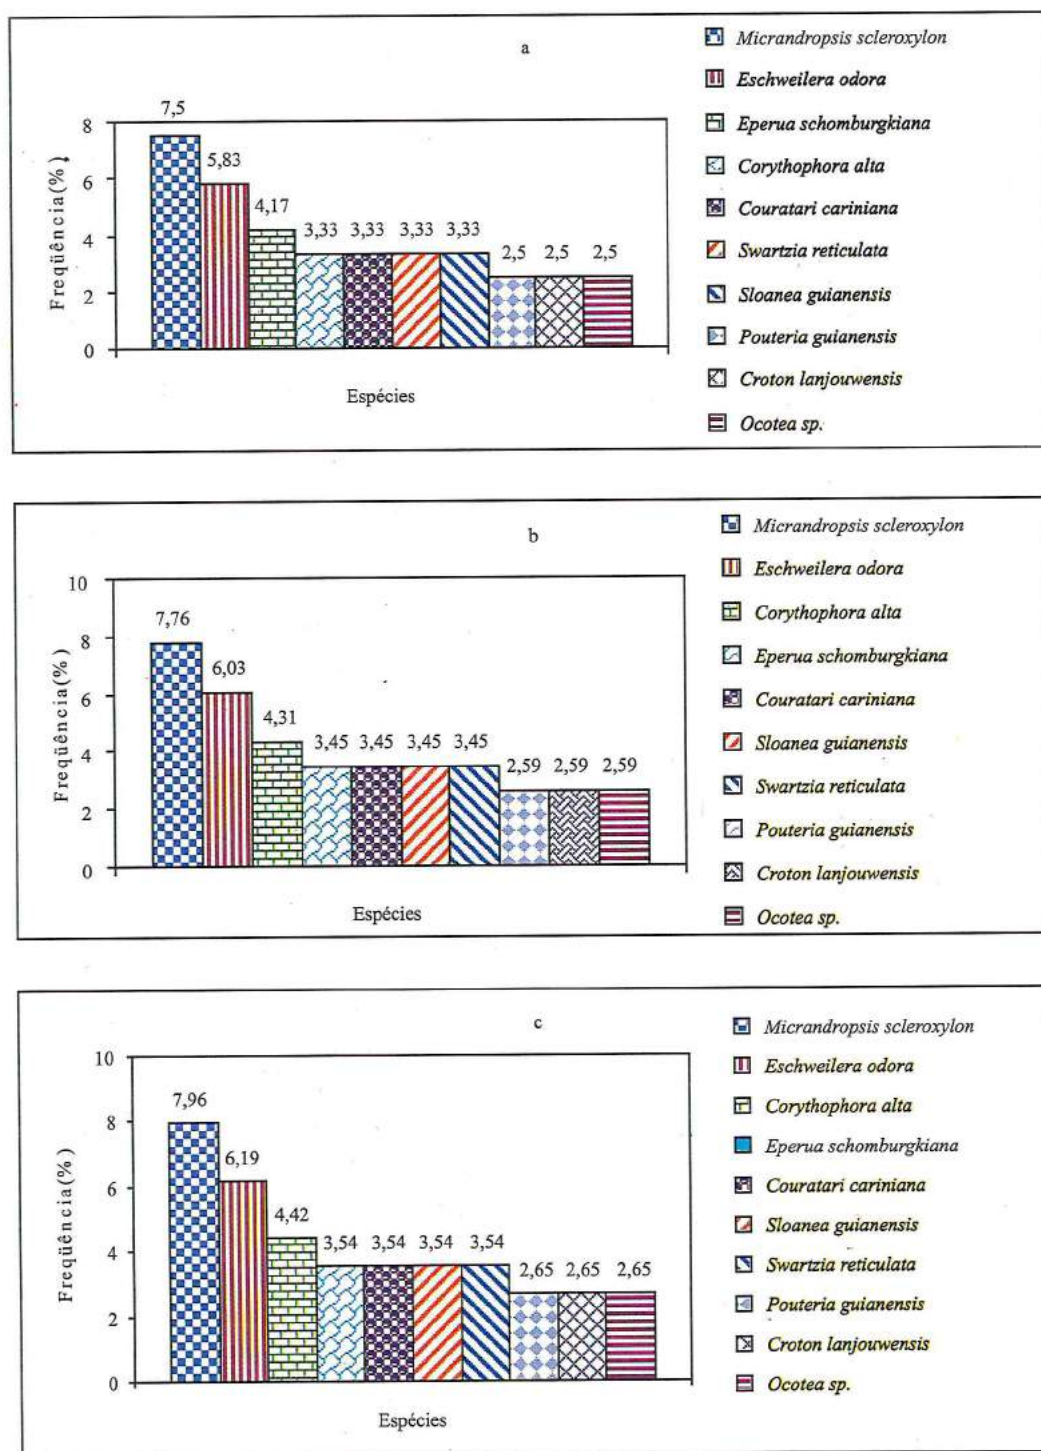 a
7,5
5,83
4,17
3,33 3,33 3,33 3,33
2,5 2,5 2,5
8
6
4
2
0
Freqüência(%)
Espécies
Micrandropsis scleroxylon
Eschweilera odora
Eperua schomburgkiana
Corythophora alta
Couratari cariniana
Swartzia reticulata
Sloanea guianensis
Pouteria guianensis
Croton lanjouwensis
Ocotea sp.
b
10
8
6
4
2
0
7,76
6,03
4,31
3,45 3,45 3,45 3,45
2,59 2,59 2,59
Freqüência(%)
Espécies
Micrandropsis scleroxylon
Eschweilera odora
Corythophora alta
Eperua schomburgkiana
Couratari cariniana
Sloanea guianensis
Swartzia reticulata
Pouteria guianensis
Croton lanjouwensis
Ocotea sp.
c
10
8
6
4
2
0
7,96
6,19
4,42
3,54 3,54 3,54 3,54
2,65 2,65 2,65
Freqüência(%)
Espécies
Micrandropsis scleroxylon
Eschweilera odora
Corythophora alta
Eperua schomburgkiana
Couratari cariniana
Sloanea guianensis
Swartzia reticulata
Pouteria guianensis
Croton lanjouwensis
Ocotea sp.